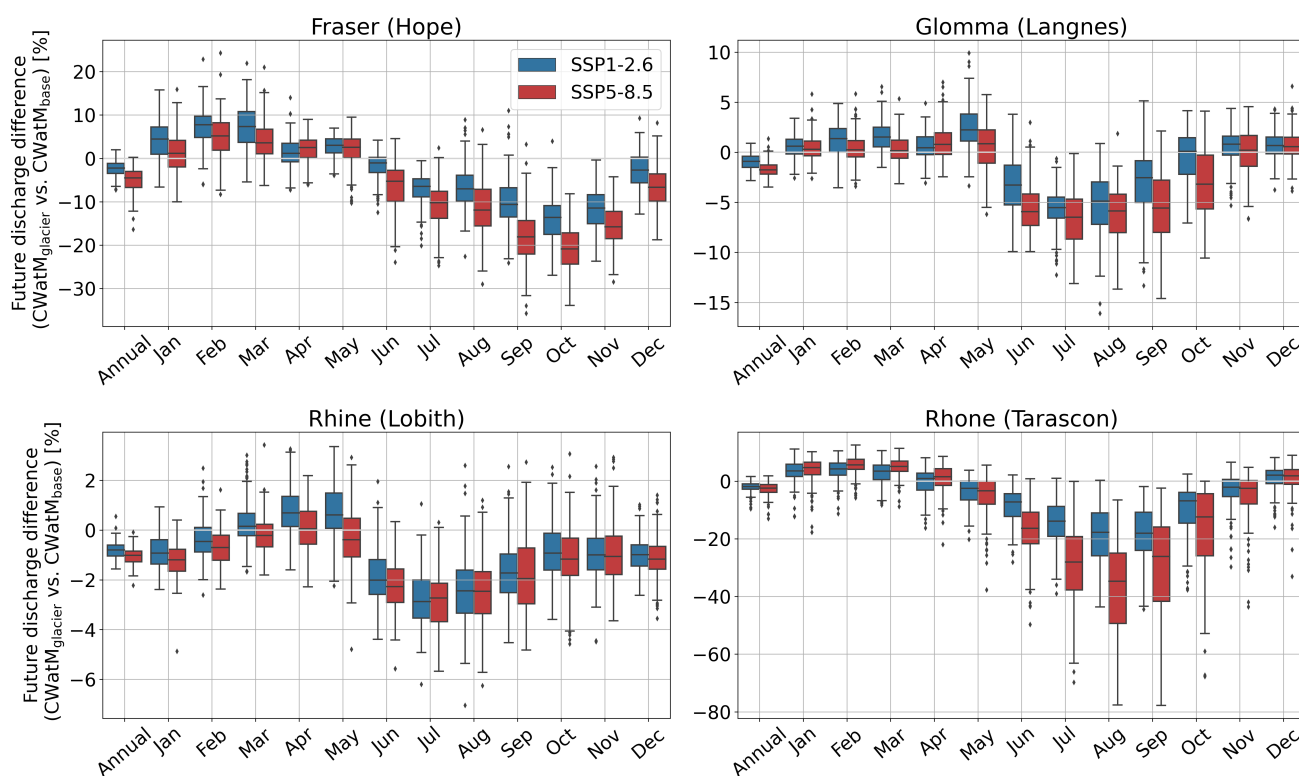 Fraser (Hope)
Future discharge difference
(CWatM_glacier vs. CWatM_base) [%]
20
10
0
−10
−20
−30
SSP1-2.6
SSP5-8.5
Annual Jan Feb Mar Apr May Jun Jul Aug Sep Oct Nov Dec
Glomma (Langnes)
10
5
0
−5
−10
−15
Annual Jan Feb Mar Apr May Jun Jul Aug Sep Oct Nov Dec
Rhine (Lobith)
Future discharge difference
(CWatM_glacier vs. CWatM_base) [%]
2
0
−2
−4
−6
Annual Jan Feb Mar Apr May Jun Jul Aug Sep Oct Nov Dec
Rhone (Tarascon)
0
−20
−40
−60
−80
Annual Jan Feb Mar Apr May Jun Jul Aug Sep Oct Nov Dec